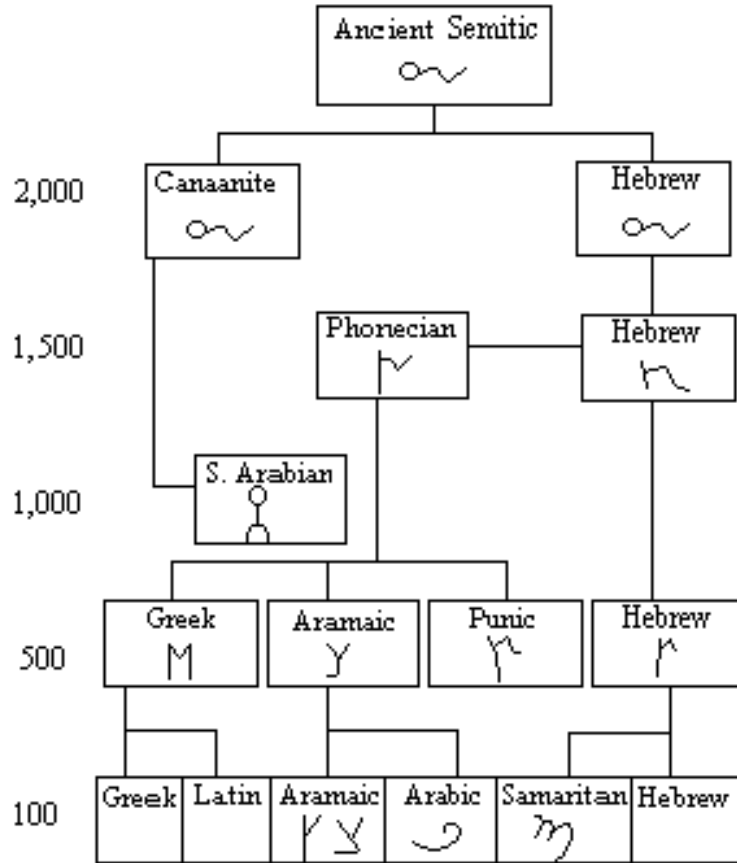 Ancient Semitic
2,000
Canaanite
Hebrew
1,500
Phonecian
Hebrew
1,000
S. Arabian
500
Greek
Aramaic
Punic
Hebrew
100
Greek
Latin
Aramaic
Arabic
Samaritan
Hebrew